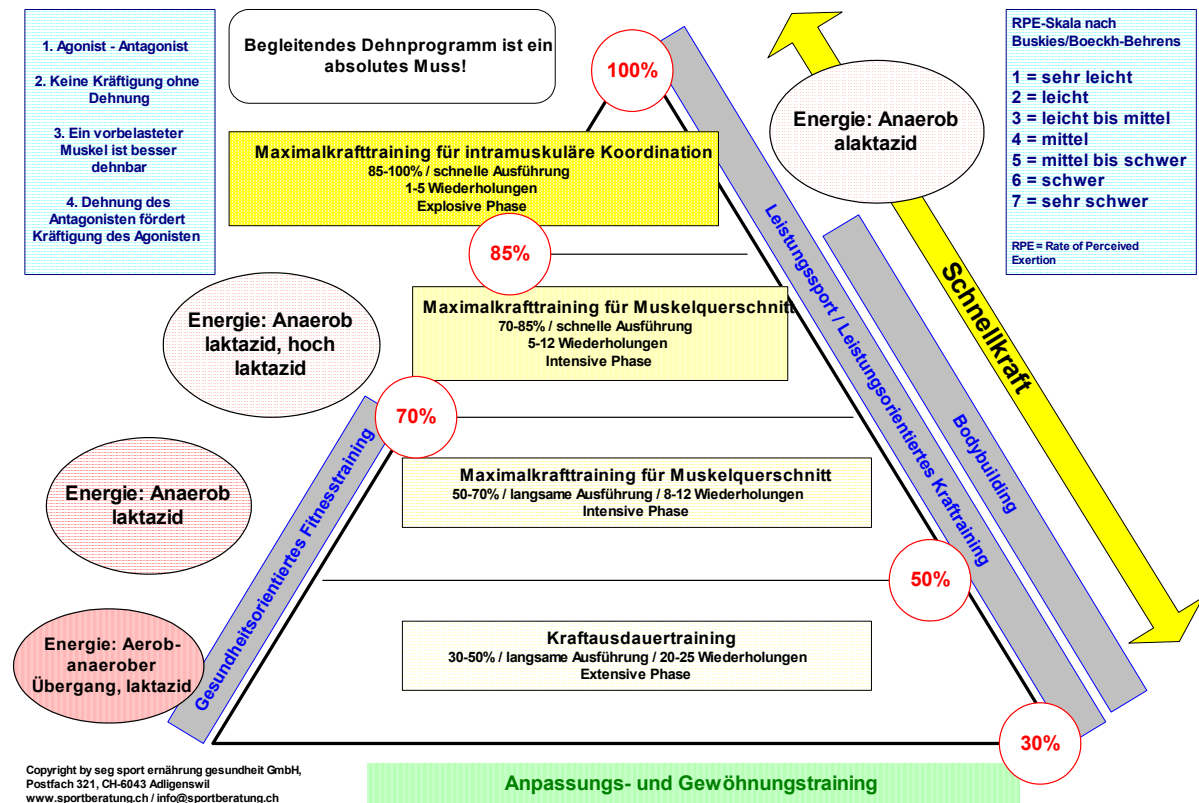 1. Agonist - Antagonist
2. Keine Kräftigung ohne
Dehnung
3. Ein vorbelasteter
Muskel ist besser
dehnbar
4. Dehnung des
Antagonisten fördert
Kräftigung des Agonisten
Begleitendes Dehnprogramm ist ein
absolutes Muss!
100%
RPE-Skala nach
Buskies/Boeckh-Behrens
1 = sehr leicht
2 = leicht
3 = leicht bis mittel
4 = mittel
5 = mittel bis schwer
6 = schwer
7 = sehr schwer
RPE = Rate of Perceived
Exertion
Energie: Anaerob
alaktazid
Maximalkrafttraining für intramuskuläre Koordination
85-100% / schnelle Ausführung
1-5 Wiederholungen
Explosive Phase
85%
Schnellkraft
Leistungssport / Leistungsorientiertes Kraftraining
Bodybuilding
Energie: Anaerob
laktazid, hoch
laktazid
Maximalkrafttraining für Muskelquerschnitt
70-85% / schnelle Ausführung
5-12 Wiederholungen
Intensive Phase
70%
Gesundheitsorientiertes Fitnesstraining
Energie: Anaerob
laktazid
Maximalkrafttraining für Muskelquerschnitt
50-70% / langsame Ausführung / 8-12 Wiederholungen
Intensive Phase
50%
Energie: Aerob-
anaerober
Übergang, laktazid
Kraftausdauertraining
30-50% / langsame Ausführung / 20-25 Wiederholungen
Extensive Phase
30%
Anpassungs- und Gewöhnungstraining
Copyright by seg sport ernährung gesundheit GmbH,
Postfach 321, CH-6043 Adligenswil
www.sportberatung.ch / info@sportberatung.ch